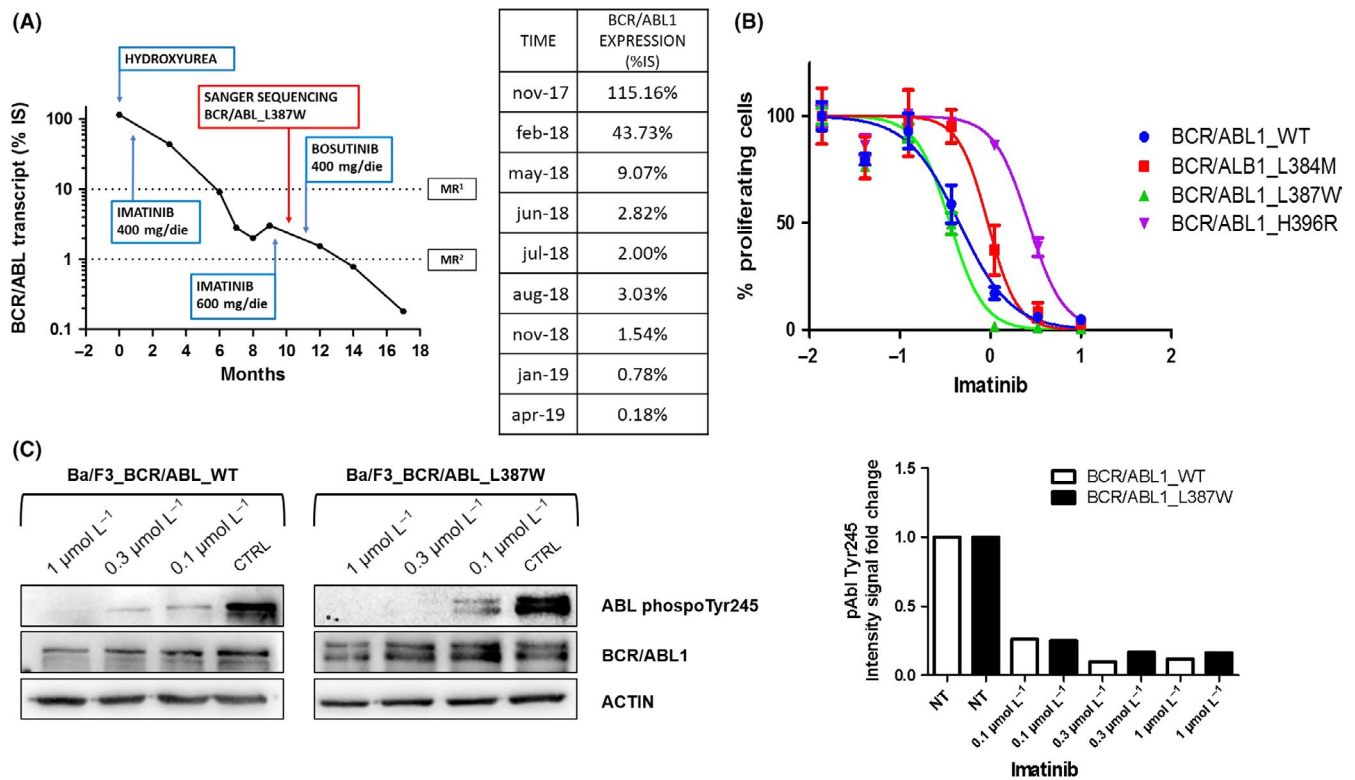 (A)
HYDROXYUREA
SANGER SEQUENCING
BCR/ABL_L387W
BOSUTINIB
400 mg/die
IMATINIB
400 mg/die
IMATINIB
600 mg/die
MR¹
MR²
BCR/ABL transcript (% IS)
100
10
1
0.1
−2 0 2 4 6 8 10 12 14 16 18
Months
TIME BCR/ABL1 EXPRESSION (%IS)
nov-17 115.16%
feb-18 43.73%
may-18 9.07%
jun-18 2.82%
jul-18 2.00%
aug-18 3.03%
nov-18 1.54%
jan-19 0.78%
apr-19 0.18%
(B)
% proliferating cells
100
50
0
−2 −1 0 1 2
Imatinib
BCR/ABL1_WT
BCR/ALB1_L384M
BCR/ABL1_L387W
BCR/ABL1_H396R
(C)
Ba/F3_BCR/ABL_WT
1 µmol L⁻¹ 0.3 µmol L⁻¹ 0.1 µmol L⁻¹ CTRL
Ba/F3_BCR/ABL_L387W
1 µmol L⁻¹ 0.3 µmol L⁻¹ 0.1 µmol L⁻¹ CTRL
ABL phospoTyr245
BCR/ABL1
ACTIN
pAbl Tyr245
Intensity signal fold change
1.5
1.0
0.5
0.0
BCR/ABL1_WT
BCR/ABL1_L387W
NT NT 0.1 µmol L⁻¹ 0.1 µmol L⁻¹ 0.3 µmol L⁻¹ 0.3 µmol L⁻¹ 1 µmol L⁻¹ 1 µmol L⁻¹
Imatinib